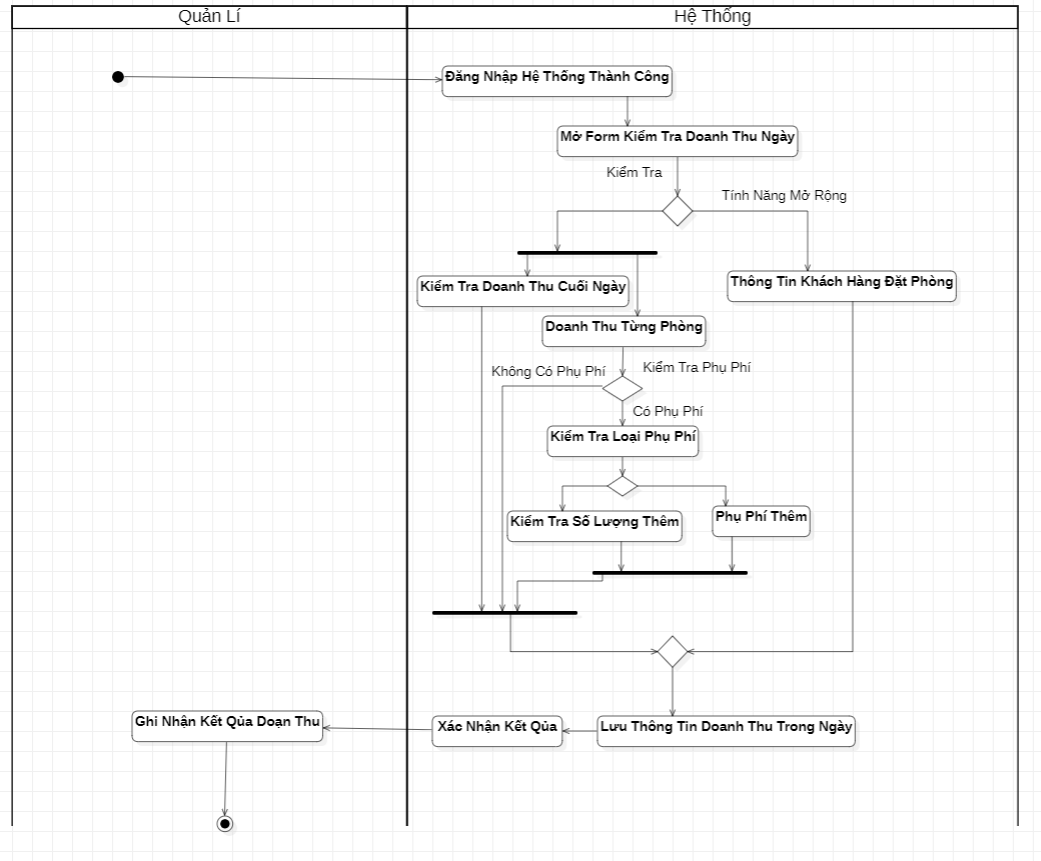 Quản Lí
Hệ Thống
Đăng Nhập Hệ Thống Thành Công
Mở Form Kiểm Tra Doanh Thu Ngày
Kiểm Tra
Tính Năng Mở Rộng
Kiểm Tra Doanh Thu Cuối Ngày
Thông Tin Khách Hàng Đặt Phòng
Doanh Thu Từng Phòng
Không Có Phụ Phí
Kiểm Tra Phụ Phí
Có Phụ Phí
Kiểm Tra Loại Phụ Phí
Kiểm Tra Số Lượng Thêm
Phụ Phí Thêm
Ghi Nhận Kết Qủa Doạn Thu
Xác Nhận Kết Qủa
Lưu Thông Tin Doanh Thu Trong Ngày